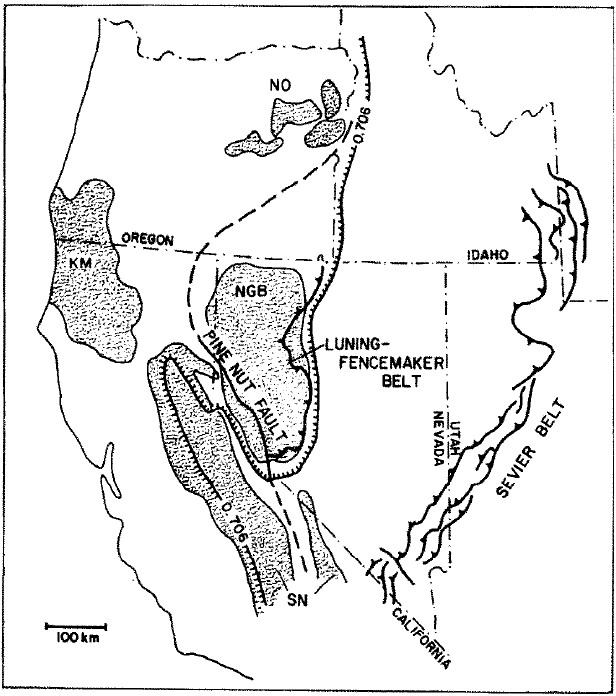 NO
0.706
OREGON
IDAHO
KM
NGB
LUNING-
FENCEMAKER
BELT
PINE NUT FAULT
UTAH
NEVADA
SEVIER BELT
0.706
SN
CALIFORNIA
100 km